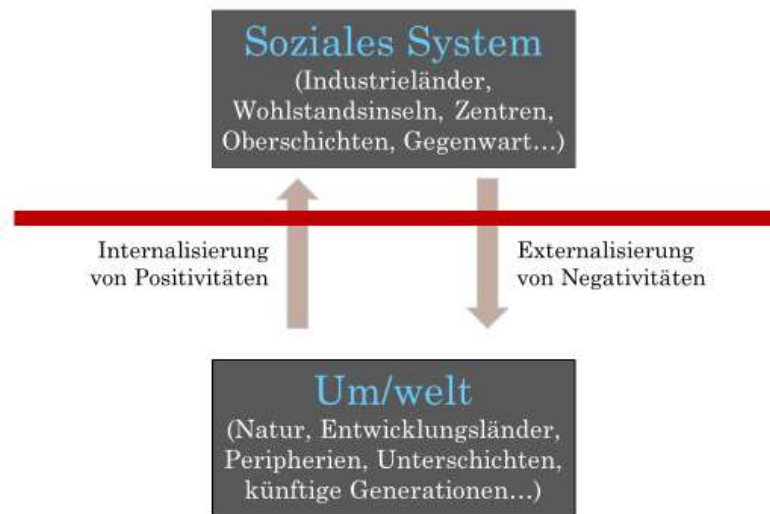 Soziales System
(Industrieländer,
Wohlstandsinseln, Zentren,
Oberschichten, Gegenwart...)
Internalisierung
von Positivitäten
Externalisierung
von Negativitäten
Um/welt
(Natur, Entwicklungsländer,
Peripherien, Unterschichten,
künftige Generationen...)